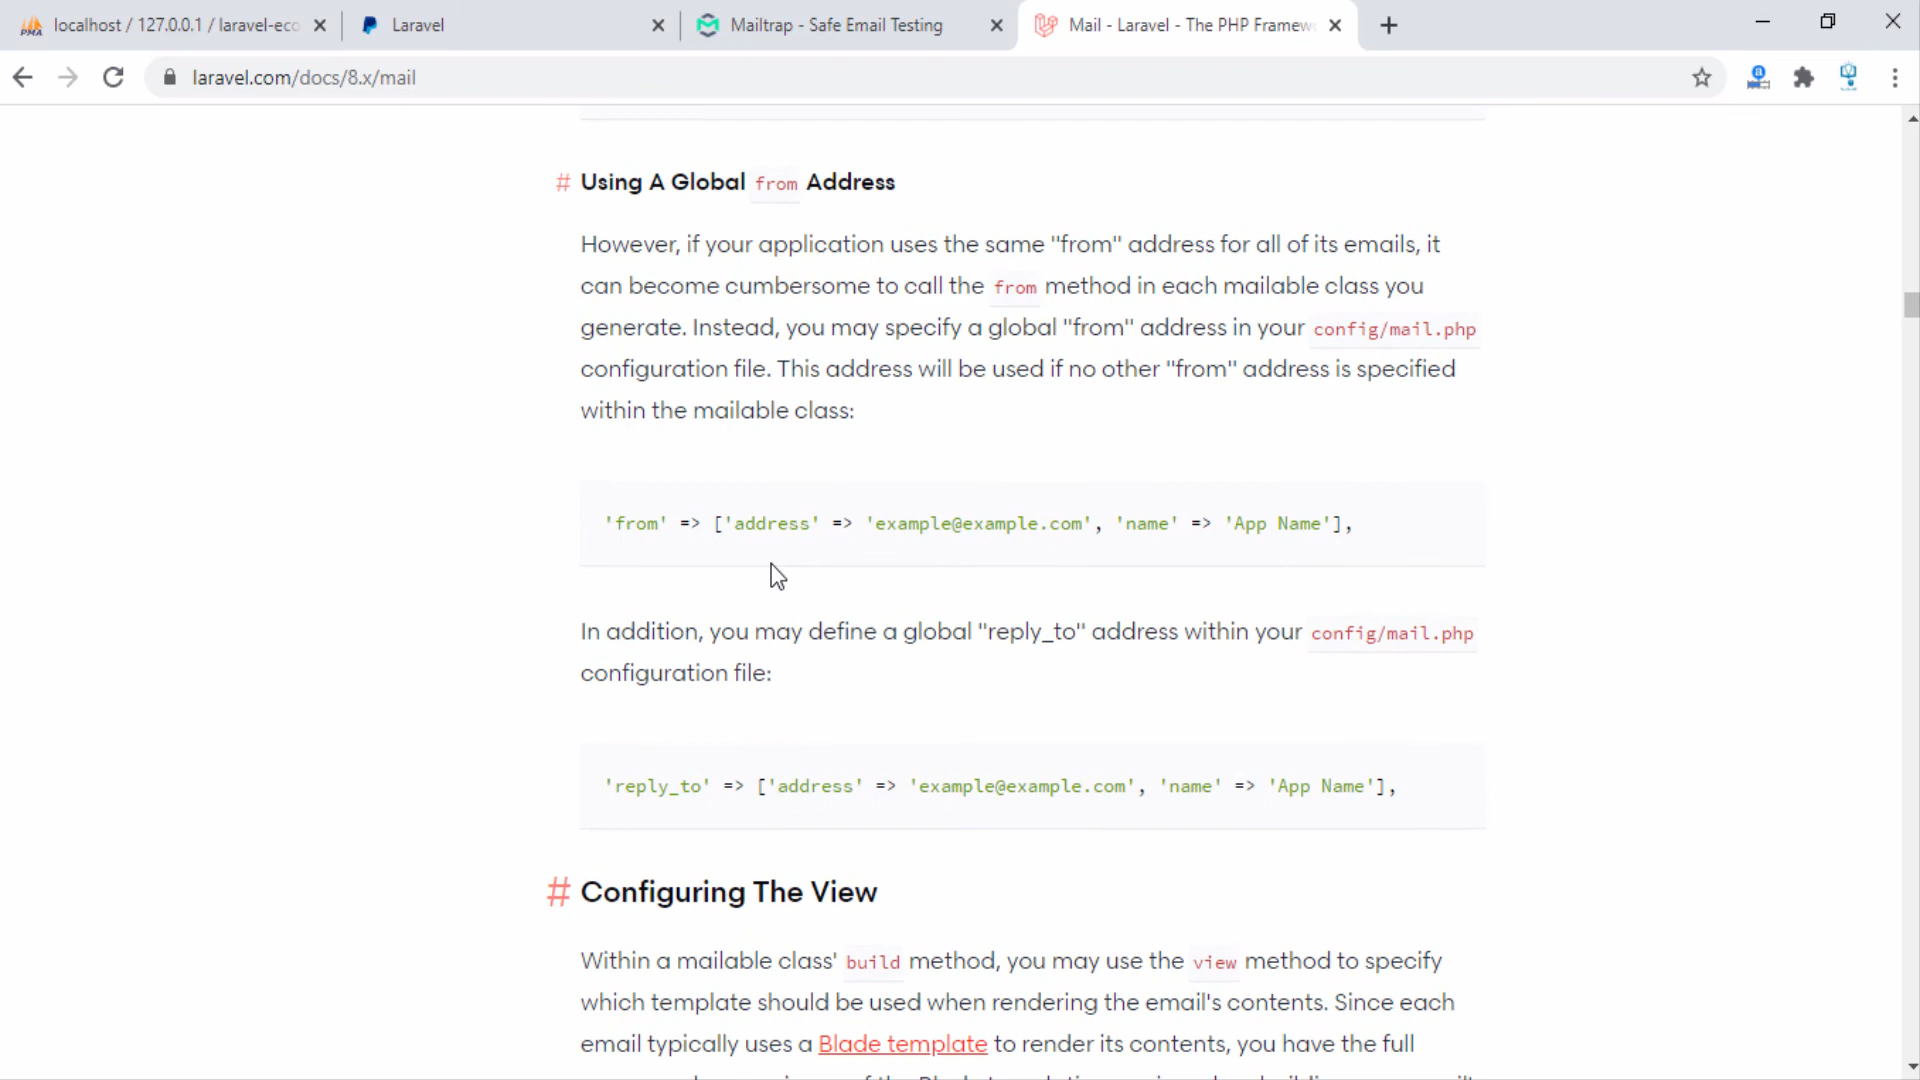 localhost / 127.0.0.1 / laravel-eco
Laravel
Mailtrap - Safe Email Testing
Mail - Laravel - The PHP Framew
laravel.com/docs/8.x/mail
# Using A Global from Address
However, if your application uses the same "from" address for all of its emails, it
can become cumbersome to call the from method in each mailable class you
generate. Instead, you may specify a global "from" address in your config/mail.php
configuration file. This address will be used if no other "from" address is specified
within the mailable class:
'from' => ['address' => 'example@example.com', 'name' => 'App Name'],
In addition, you may define a global "reply_to" address within your config/mail.php
configuration file:
'reply_to' => ['address' => 'example@example.com', 'name' => 'App Name'],
# Configuring The View
Within a mailable class' build method, you may use the view method to specify
which template should be used when rendering the email's contents. Since each
email typically uses a Blade template to render its contents, you have the full